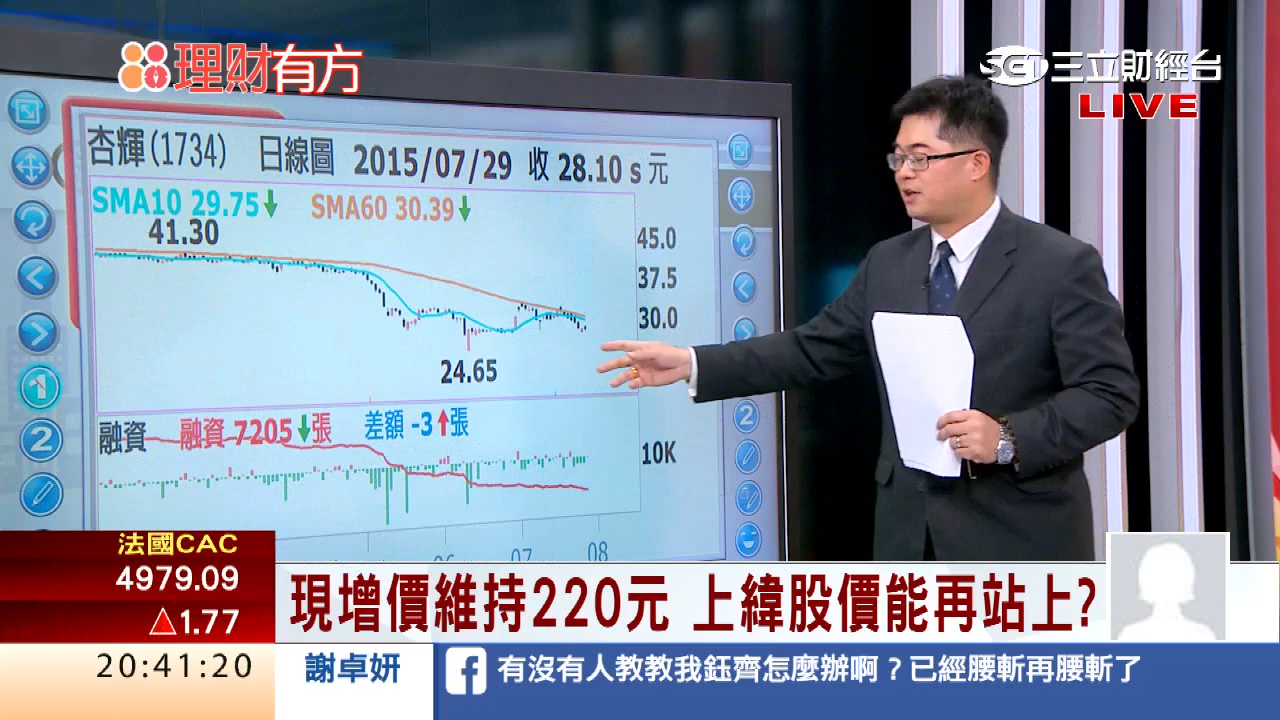 理财有方
三立財經台
LIVE
杏輝(1734) 日線圖 2015/07/29 收 28.10 s 元
SMA10 29.75↓ SMA60 30.39↓
41.30
45.0
37.5
30.0
24.65
融資 融資 7205↓張 差額 -3↑張
10K
06 07 08
2
2
法國CAC
4979.09
▲1.77
現增價維持220元 上緯股價能再站上?
20:41:20
謝卓妍
有沒有人教教我鈺齊怎麼辦啊？已經腰斬再腰斬了